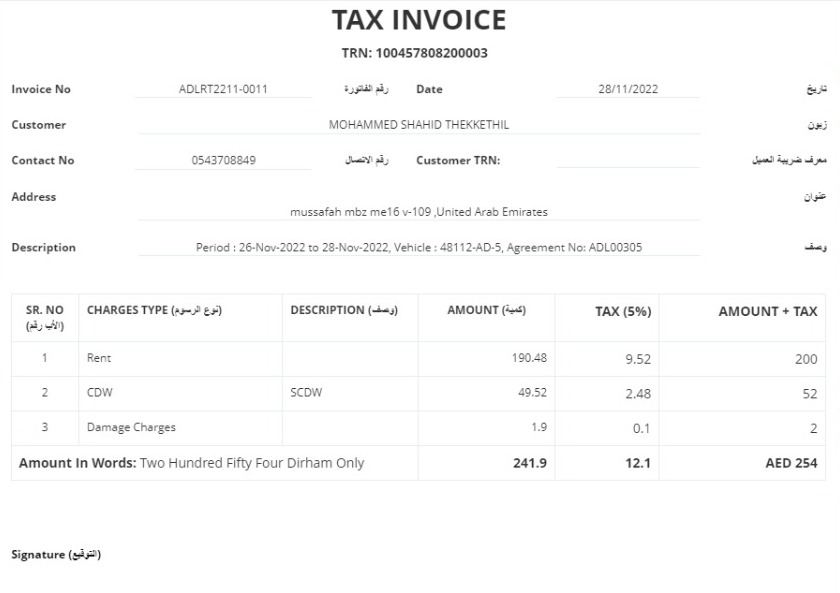 TAX INVOICE
TRN: 100457808200003
Invoice No ADLRT2211-0011 رقم الفاتورة Date 28/11/2022 تاريخ
Customer MOHAMMED SHAHID THEKKETHIL زبون
Contact No 0543708849 رقم الاتصال Customer TRN: معرف ضريبة العميل
Address عنوان
mussafah mbz me16 v-109 ,United Arab Emirates
Description Period : 26-Nov-2022 to 28-Nov-2022, Vehicle : 48112-AD-5, Agreement No: ADL00305 وصف
SR. NO CHARGES TYPE (نوع الرسوم) DESCRIPTION (وصف) AMOUNT (كمية) TAX (5%) AMOUNT + TAX
(الأب رقم)
1 Rent 190.48 9.52 200
2 CDW SCDW 49.52 2.48 52
3 Damage Charges 1.9 0.1 2
Amount In Words: Two Hundred Fifty Four Dirham Only 241.9 12.1 AED 254
Signature (التوقيع)